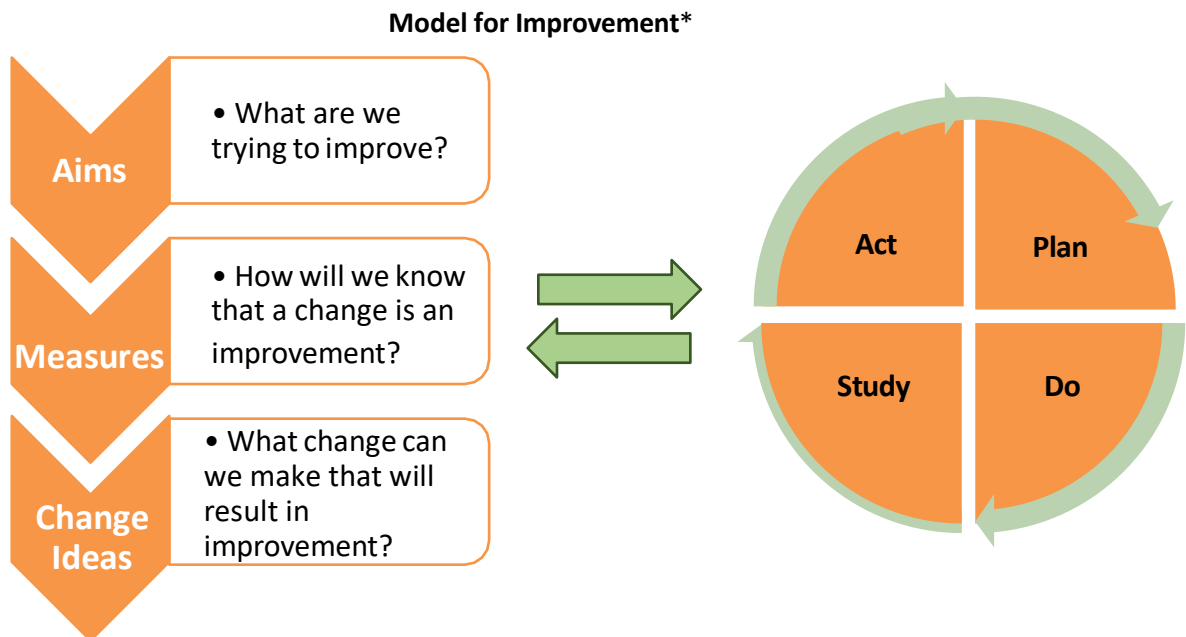 Model for Improvement*
Aims
• What are we
trying to improve?
Measures
• How will we know
that a change is an
improvement?
Change
Ideas
• What change can
we make that will
result in
improvement?
Act
Plan
Study
Do